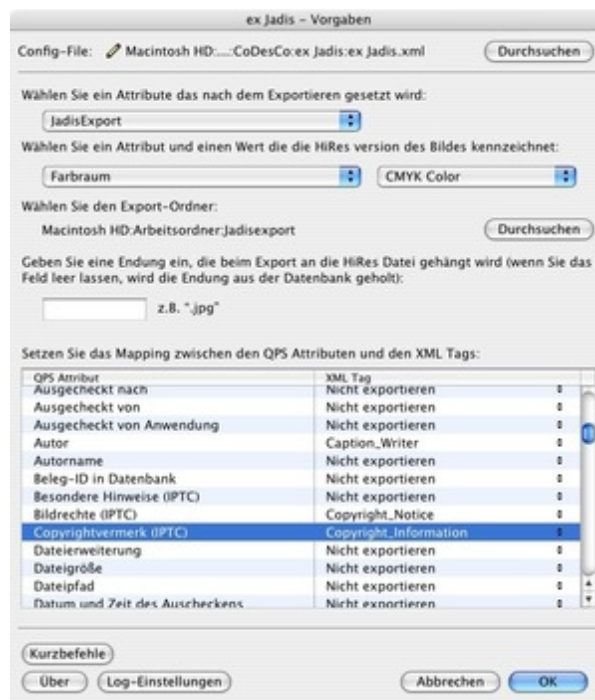 ex Jadis – Vorgaben
Config-File: Macintosh HD:...:CoDesCo:ex Jadis:ex Jadis.xml Durchsuchen
Wählen Sie ein Attribute das nach dem Exportieren gesetzt wird:
JadisExport
Wählen Sie ein Attribut und einen Wert die die HiRes version des Bildes kennzeichnet:
Farbraum CMYK Color
Wählen Sie den Export-Ordner:
Macintosh HD:Arbeitsordner:Jadisexport Durchsuchen
Geben Sie eine Endung ein, die beim Export an die HiRes Datei gehängt wird (wenn Sie das
Feld leer lassen, wird die Endung aus der Datenbank geholt):
z.B. ".jpg"
Setzen Sie das Mapping zwischen den QPS Attributen und den XML Tags:
QPS Attribut XML Tag
Ausgecheckt nach Nicht exportieren
Ausgecheckt von Nicht exportieren
Ausgecheckt von Anwendung Nicht exportieren
Autor Caption_Writer
Autorname Nicht exportieren
Beleg-ID in Datenbank Nicht exportieren
Besondere Hinweise (IPTC) Nicht exportieren
Bildrechte (IPTC) Copyright_Notice
Copyrightvermerk (IPTC) Copyright_Information
Dateierweiterung Nicht exportieren
Dateigröße Nicht exportieren
Dateipfad Nicht exportieren
Datum und Zeit des Auscheckens Nicht exportieren
Kurzbefehle
Über Log-Einstellungen Abbrechen OK